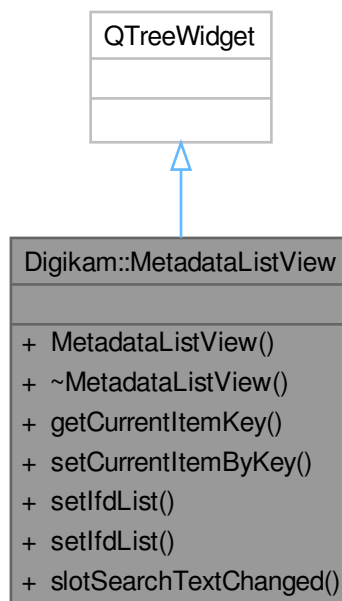 QTreeWidget
Digikam::MetadataListView
+ MetadataListView()
+ ~MetadataListView()
+ getCurrentItemKey()
+ setCurrentItemByKey()
+ setIfdList()
+ setIfdList()
+ slotSearchTextChanged()